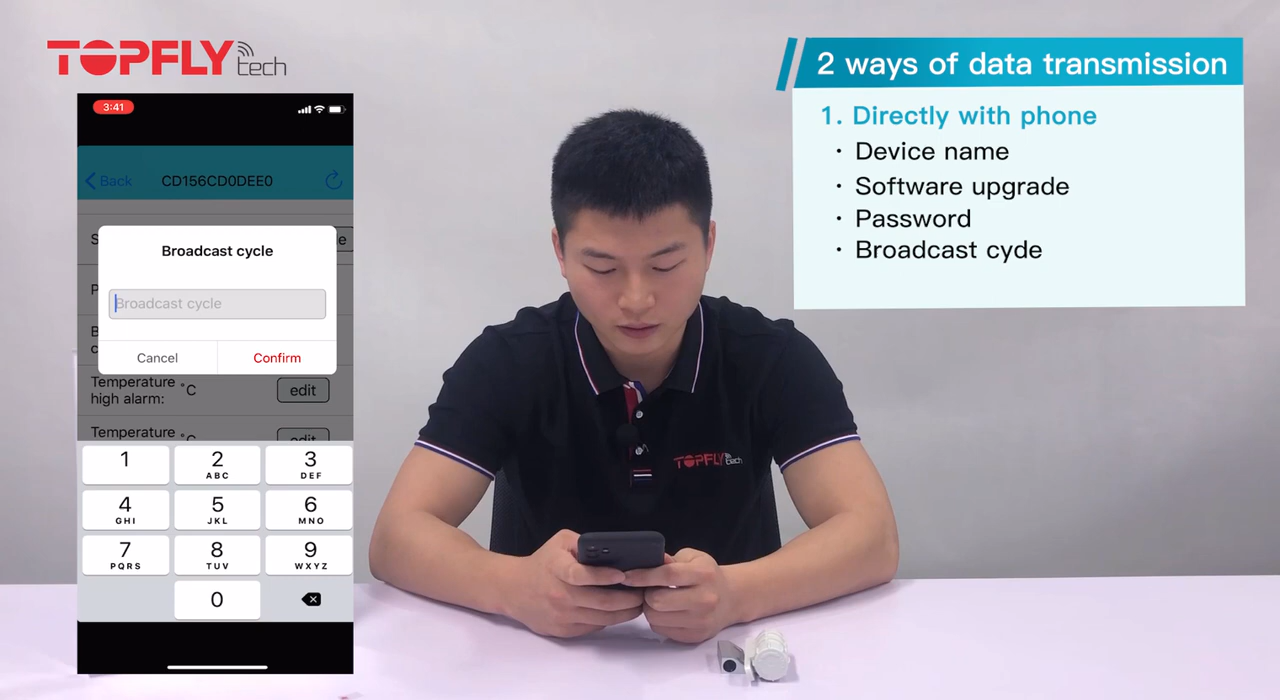 TOPFLY tech
3:41
Back
CD156CD0DEE0
Broadcast cycle
Broadcast cycle
Cancel
Confirm
Temperature
high alarm:
°C
edit
Temperature
°C
edit
1
2
ABC
3
DEF
4
GHI
5
JKL
6
MNO
7
PQRS
8
TUV
9
WXYZ
0
2 ways of data transmission
1. Directly with phone
· Device name
· Software upgrade
· Password
· Broadcast cyde
TOPFLY tech